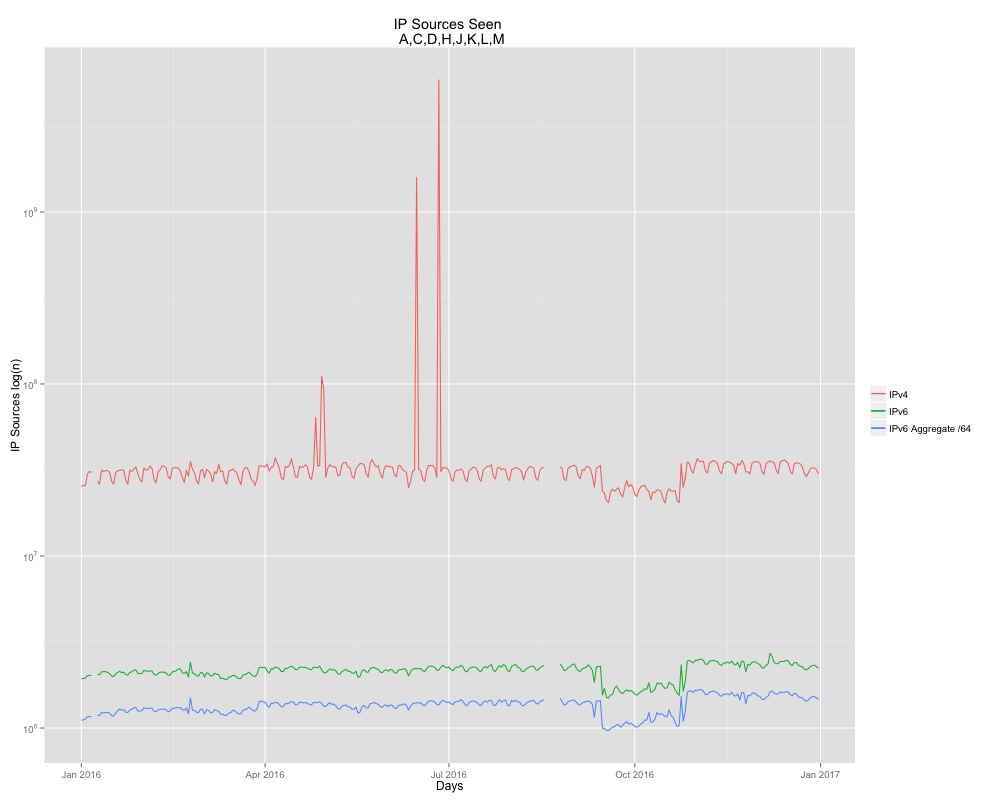 IP Sources Seen
A,C,D,H,J,K,L,M
IP Sources log(n)
10⁹
10⁸
10⁷
10⁶
Jan 2016
Apr 2016
Jul 2016
Oct 2016
Jan 2017
Days
IPv4
IPv6
IPv6 Aggregate /64